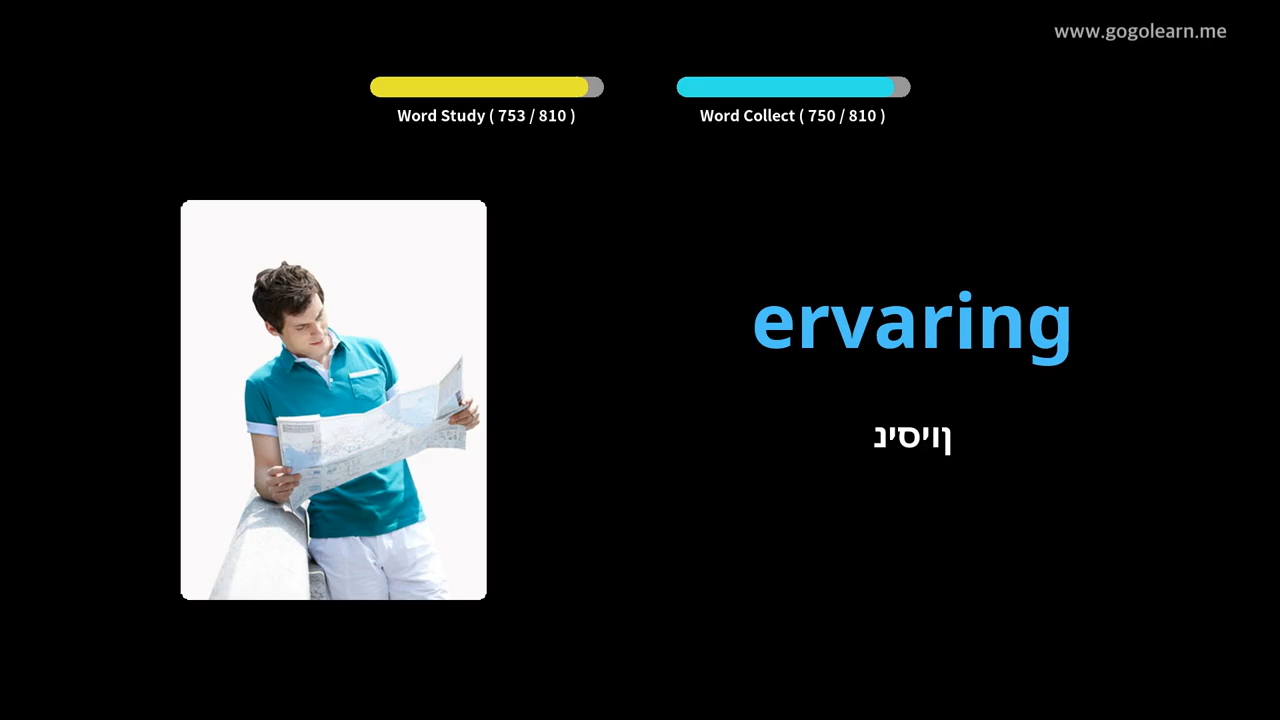 www.gogolearn.me
Word Study ( 753 / 810 )
Word Collect ( 750 / 810 )
ervaring
ןויסינ